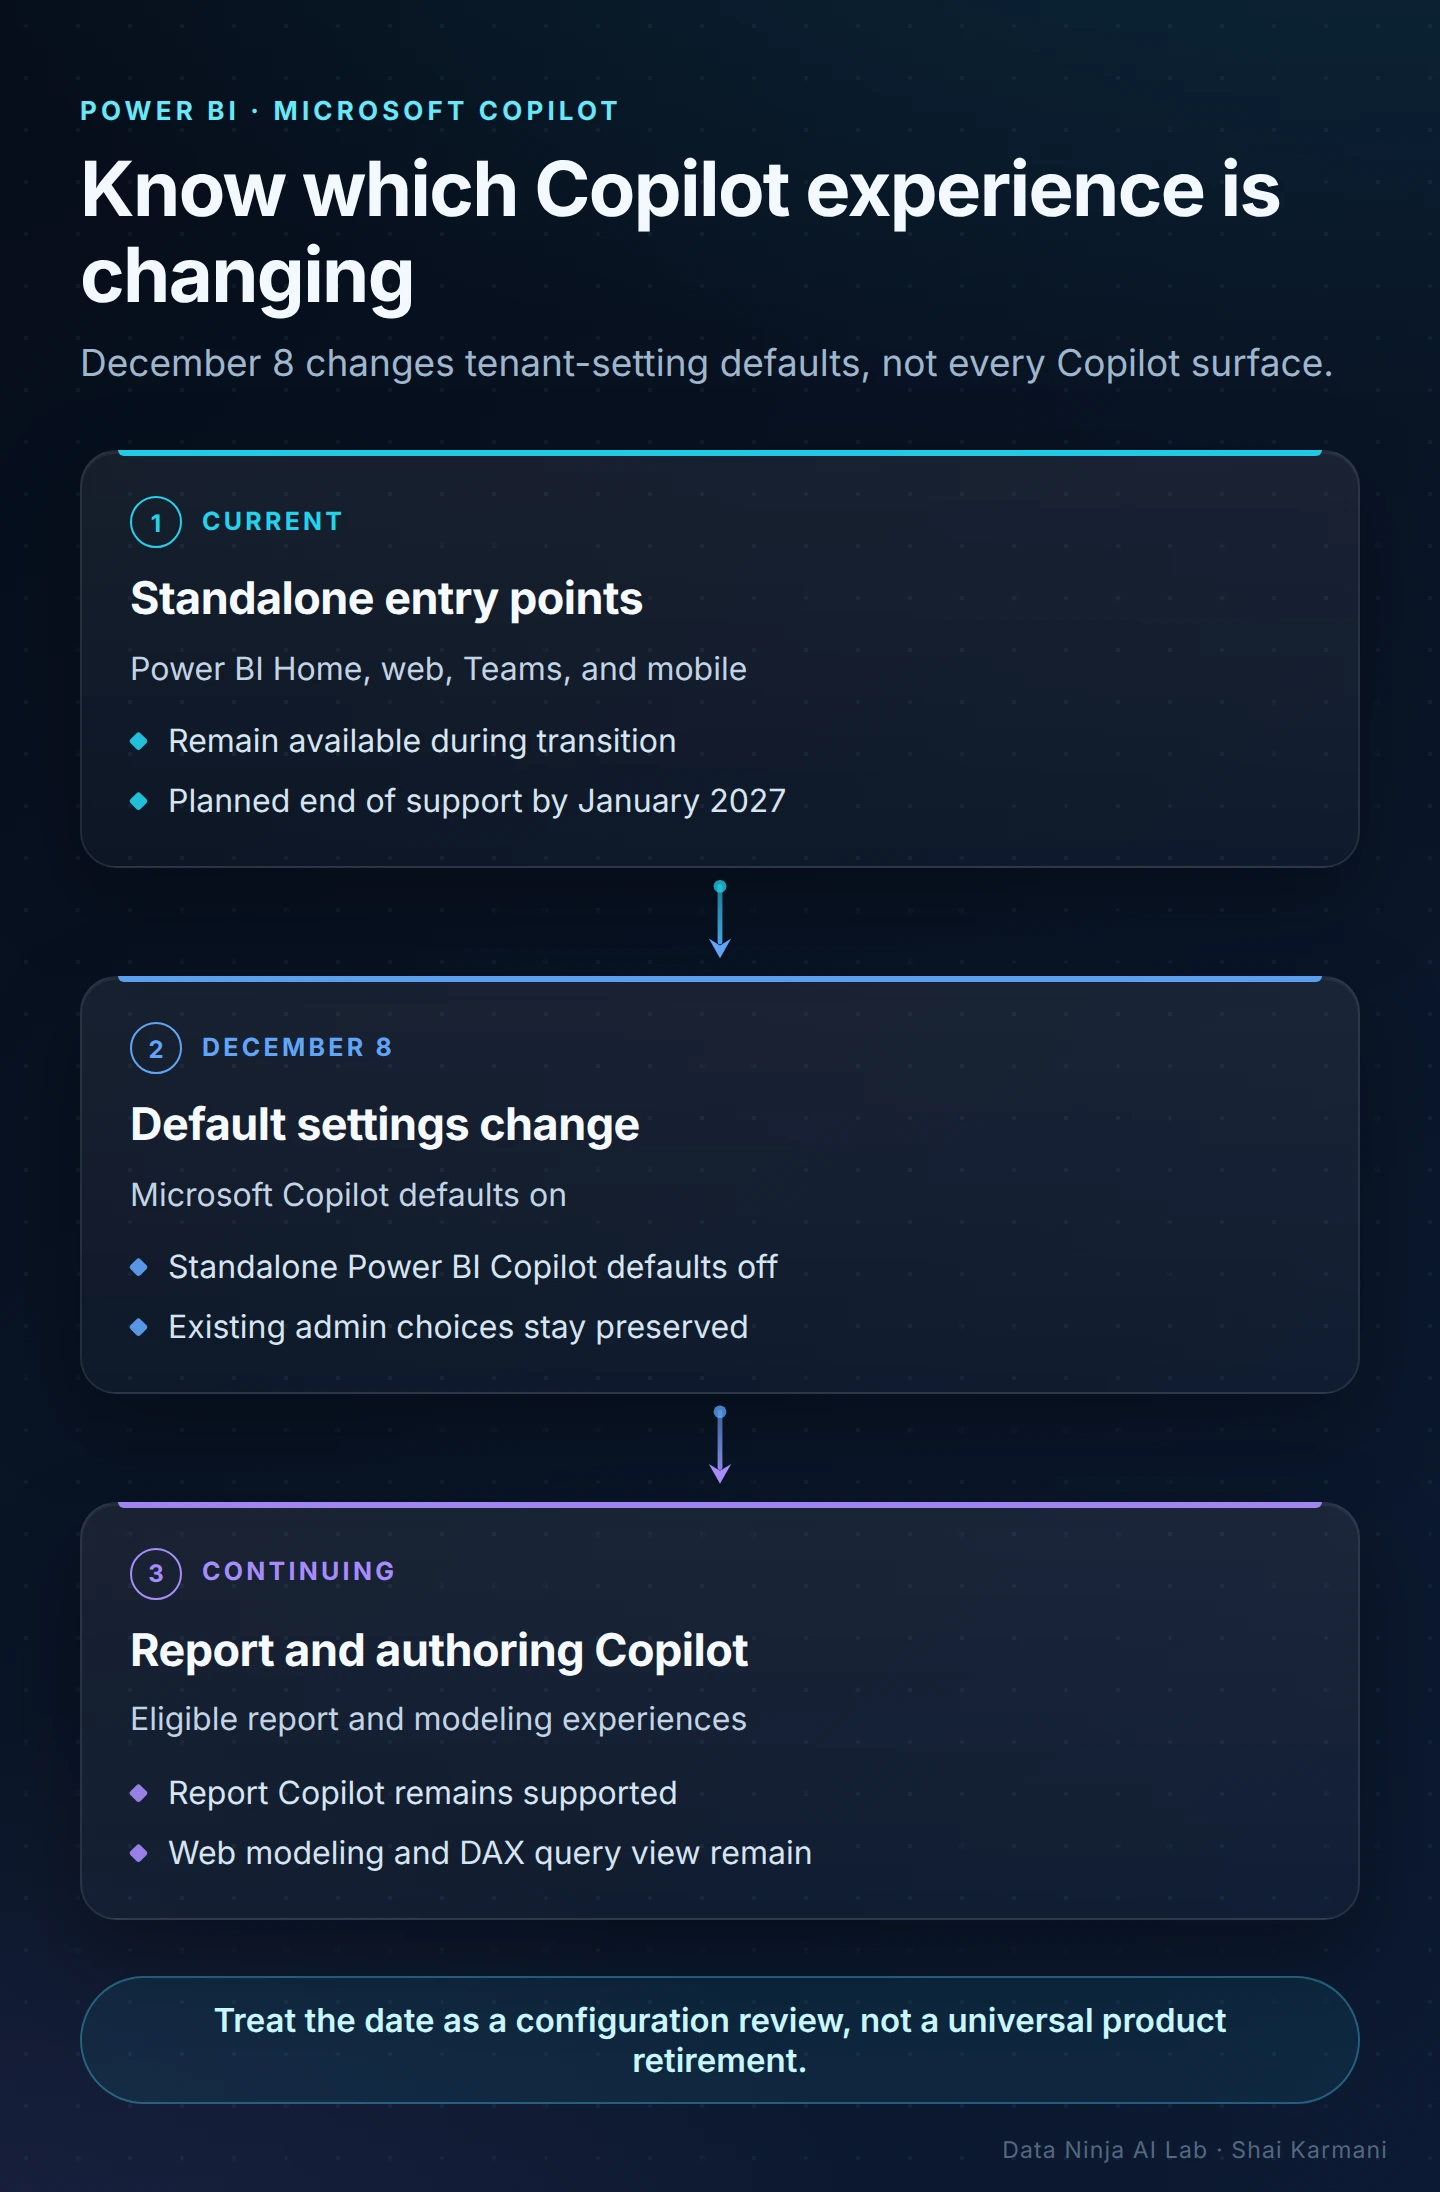 POWER BI · MICROSOFT COPILOT
Know which Copilot experience is
changing
December 8 changes tenant-setting defaults, not every Copilot surface.
1 CURRENT
Standalone entry points
Power BI Home, web, Teams, and mobile
Remain available during transition
Planned end of support by January 2027
2 DECEMBER 8
Default settings change
Microsoft Copilot defaults on
Standalone Power BI Copilot defaults off
Existing admin choices stay preserved
3 CONTINUING
Report and authoring Copilot
Eligible report and modeling experiences
Report Copilot remains supported
Web modeling and DAX query view remain
Treat the date as a configuration review, not a universal product
retirement.
Data Ninja AI Lab · Shai Karmani